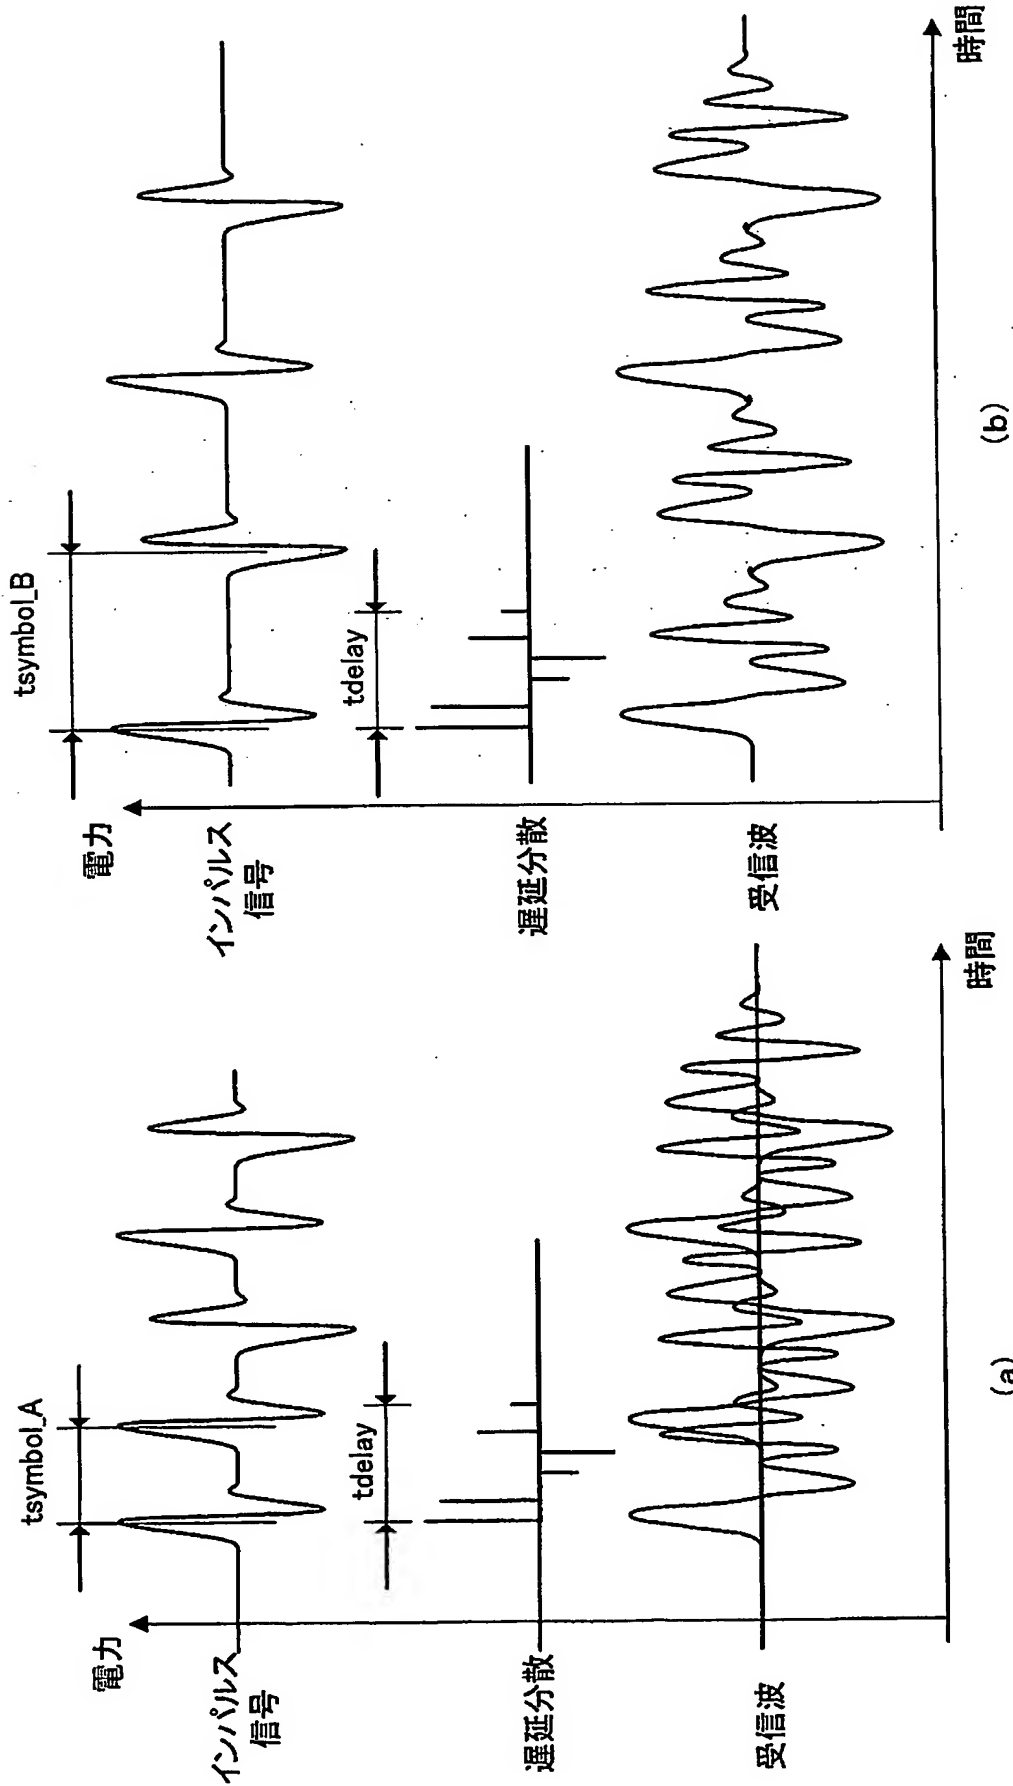 電力
tsymbol_A
インパルス
信号
tdelay
遅延分散
受信波
時間
(a)
電力
tsymbol_B
インパルス
信号
tdelay
遅延分散
受信波
時間
(b)